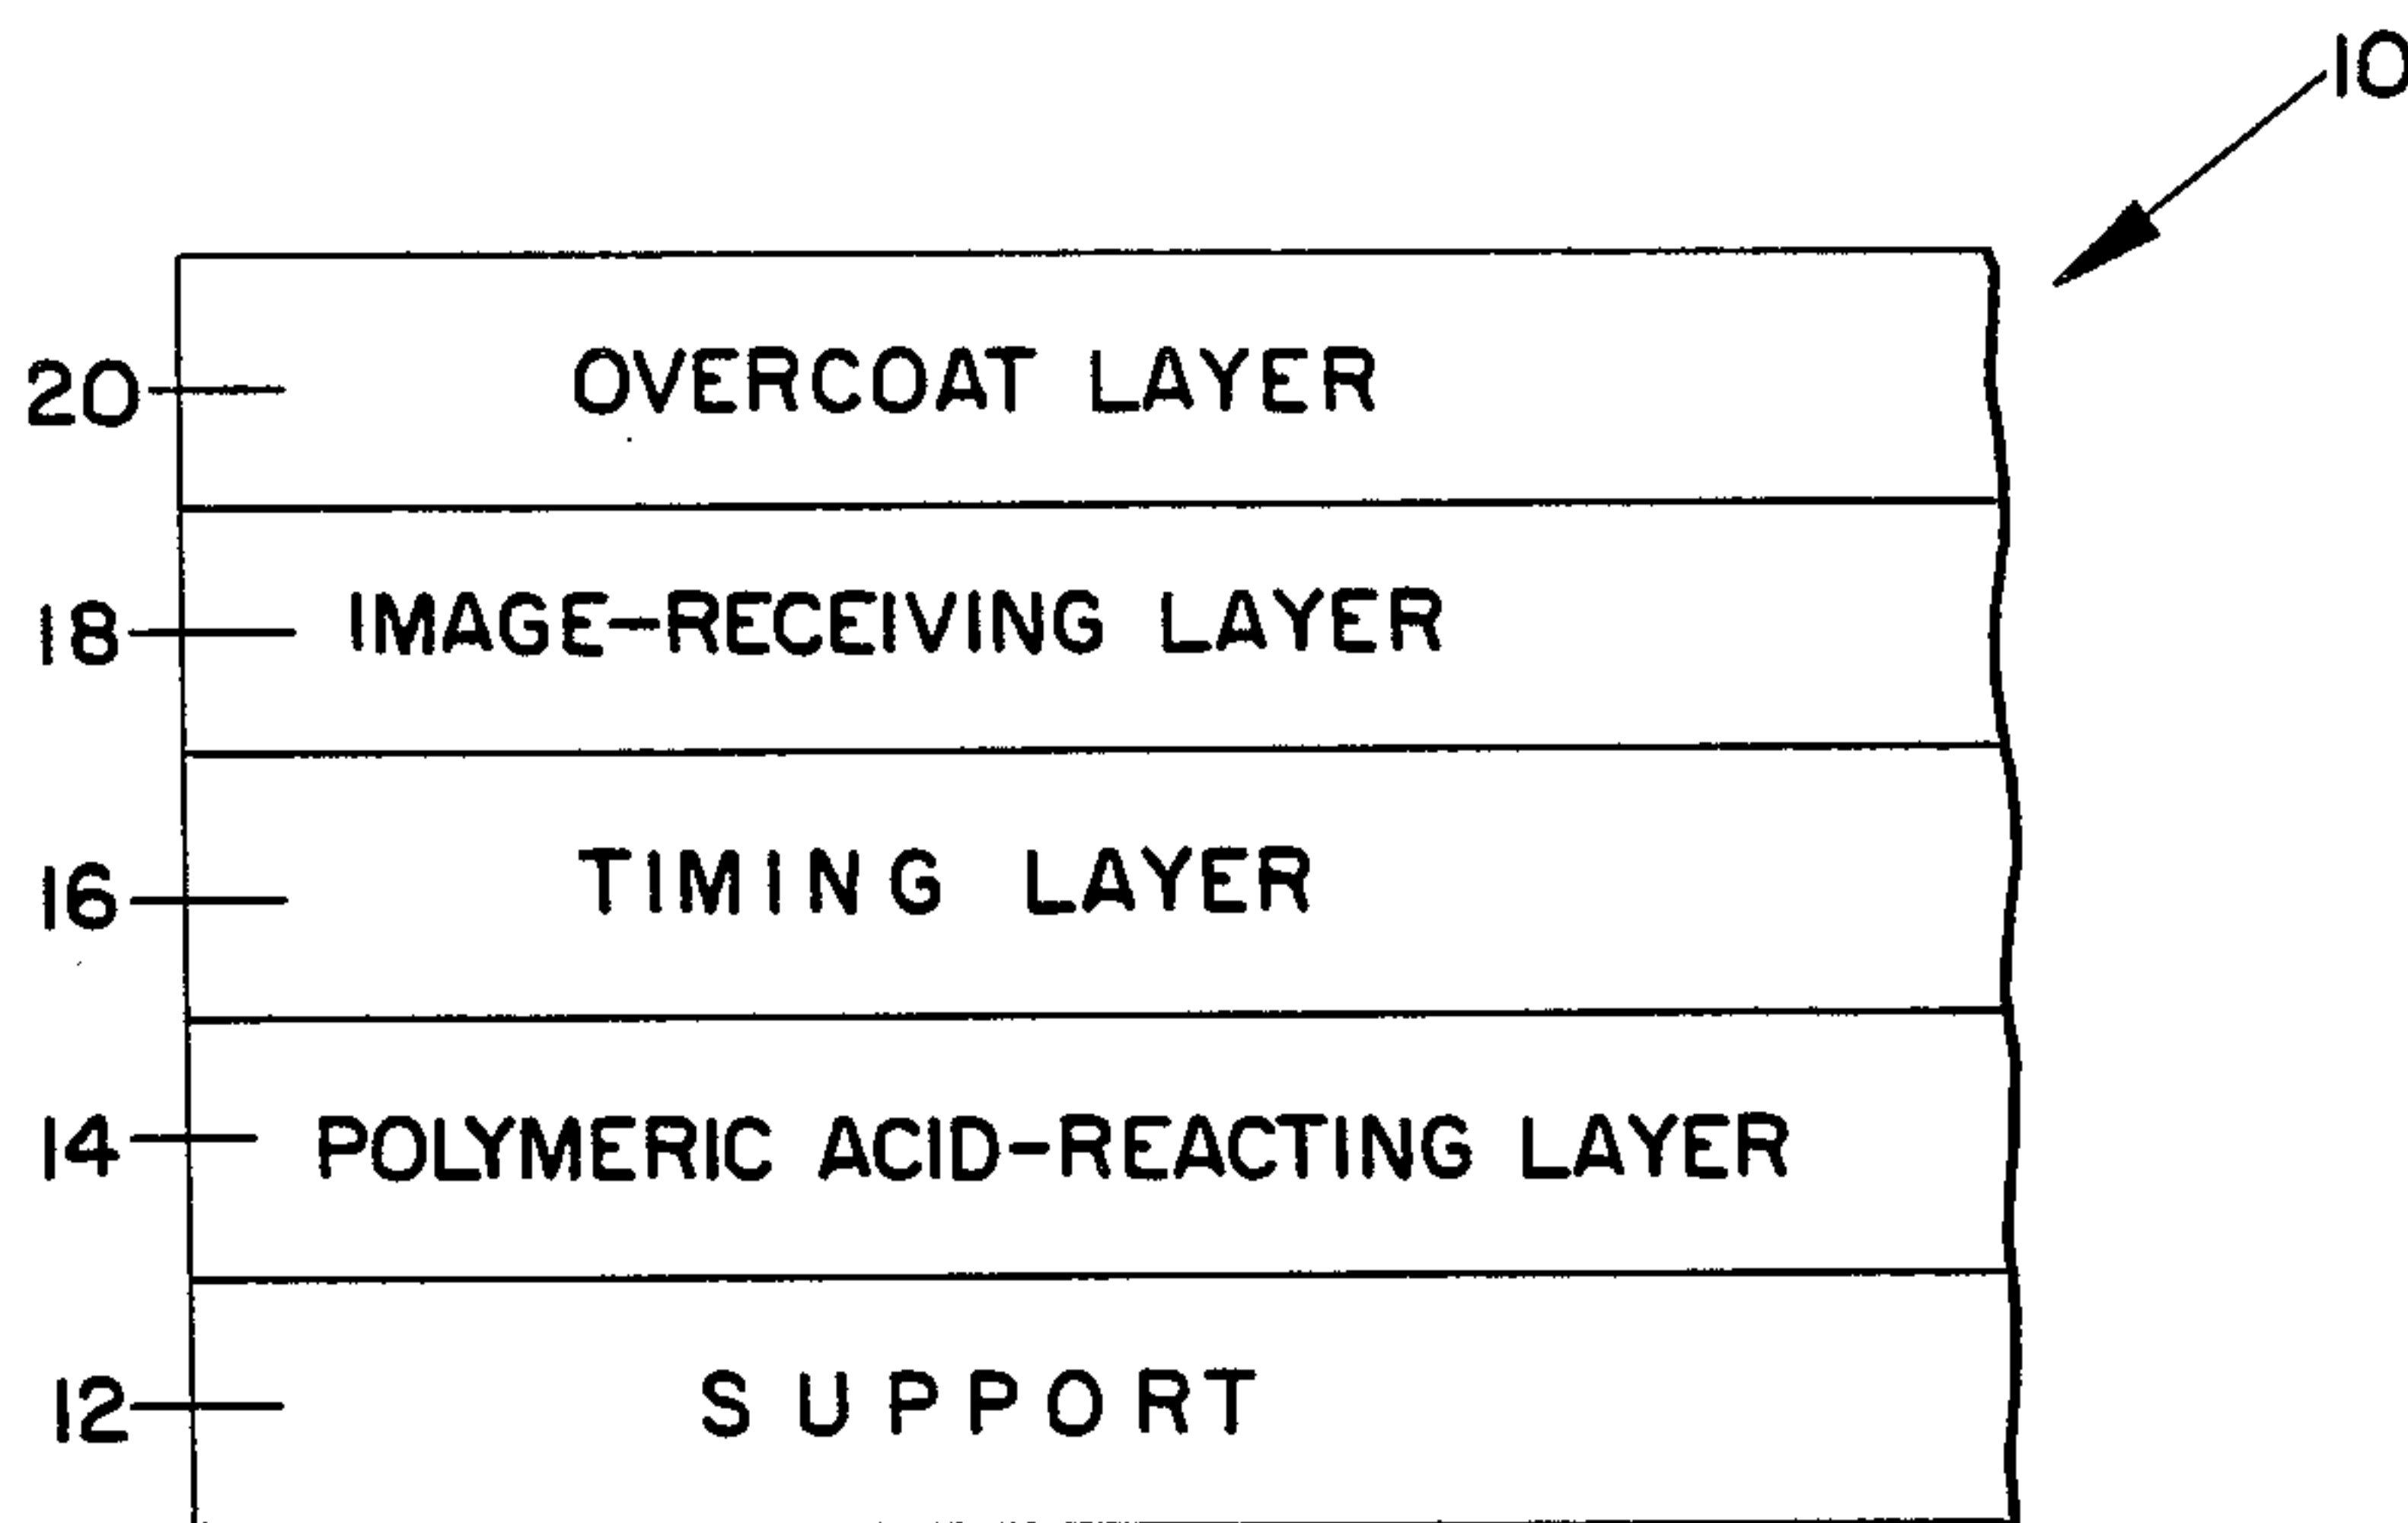 10
20 OVERCOAT LAYER
18 IMAGE-RECEIVING LAYER
16 TIMING LAYER
14 POLYMERIC ACID-REACTING LAYER
12 SUPPORT